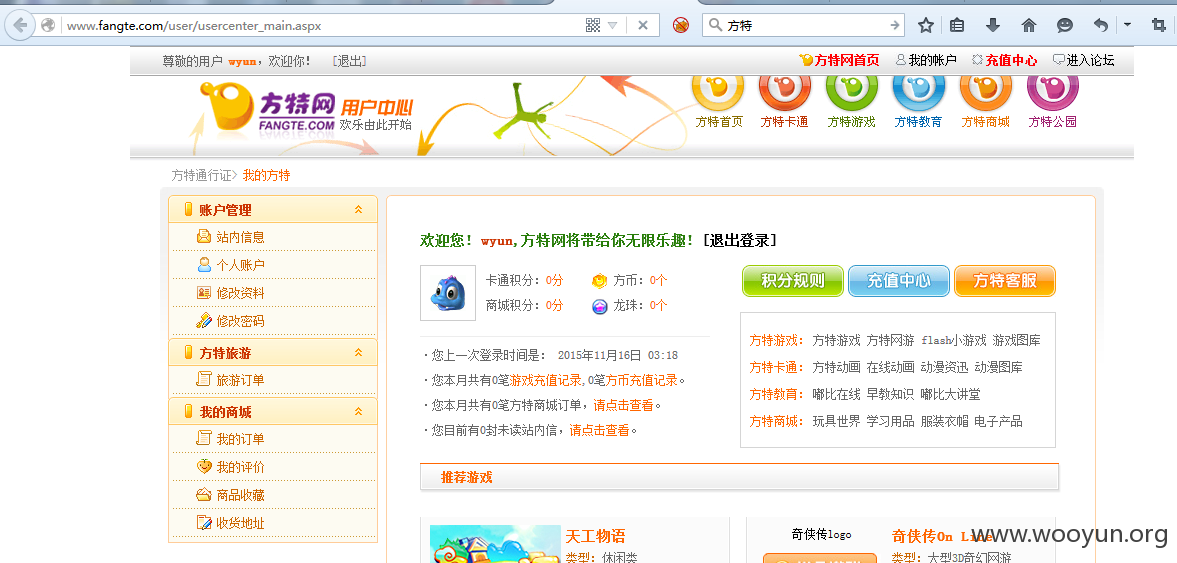 www.fangte.com/user/usercenter_main.aspx
方特
尊敬的用户 wyun，欢迎你！ [退出]
方特网首页 我的账户 充值中心 进入论坛
方特网 FANGTE.COM 用户中心 欢乐由此开始
方特首页 方特卡通 方特游戏 方特教育 方特商城 方特公园
方特通行证> 我的方特
账户管理
站内信息
个人账户
修改资料
修改密码
方特旅游
旅游订单
我的商城
我的订单
我的评价
商品收藏
收货地址
欢迎您！wyun,方特网将带给你无限乐趣！[退出登录]
卡通积分：0分 方币：0个
商城积分：0分 龙珠：0个
积分规则 充值中心 方特客服
·您上一次登录时间是： 2015年11月16日 03:18
·您本月共有0笔游戏充值记录,0笔方币充值记录。
·您本月共有0笔方特商城订单，请点击查看。
·您目前有0封未读站内信，请点击查看。
方特游戏：方特游戏 方特网游 flash小游戏 游戏图库
方特卡通：方特动画 在线动画 动漫资讯 动漫图库
方特教育：嘟比在线 早教知识 嘟比大讲堂
方特商城：玩具世界 学习用品 服装衣帽 电子产品
推荐游戏
天工物语
类型：休闲类
奇侠传logo
奇侠传On Line
类型：大型3D奇幻网游
www.wooyun.org